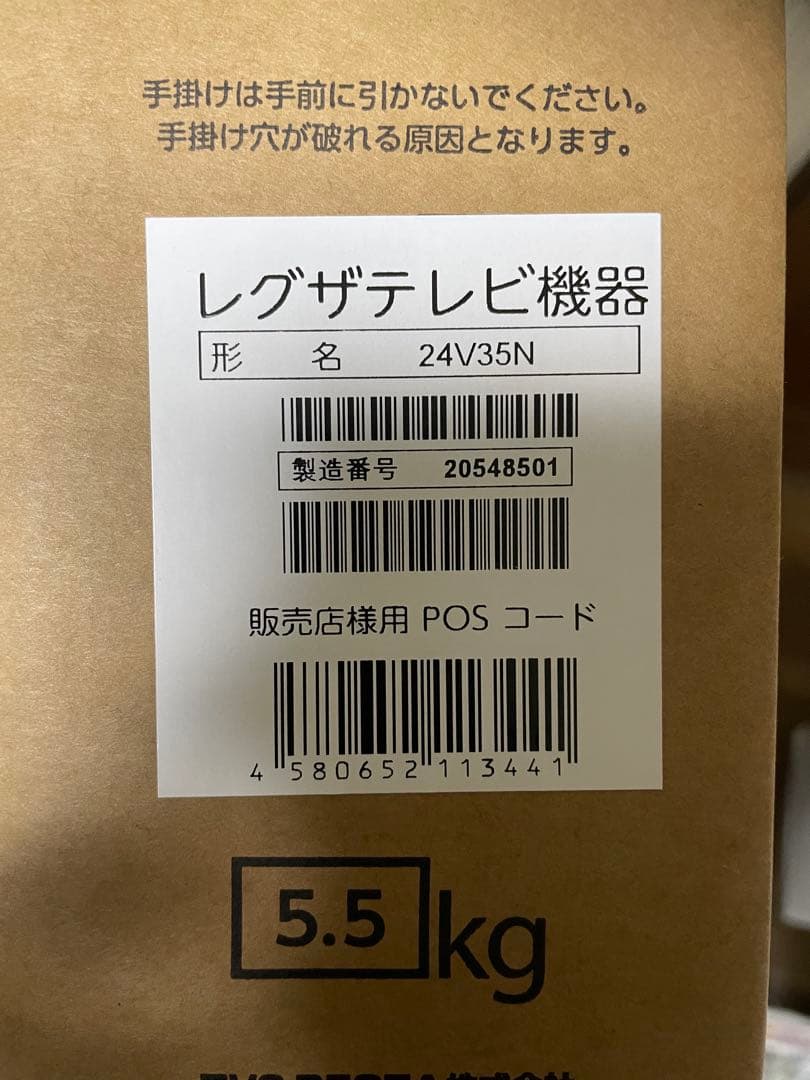 手掛けは手前に引かないでください。
手掛け穴が破れる原因となります。
レグザテレビ機器
形 名 24V35N
製造番号 20548501
販売店様用 POS コード
4 580652 113441
5.5 kg